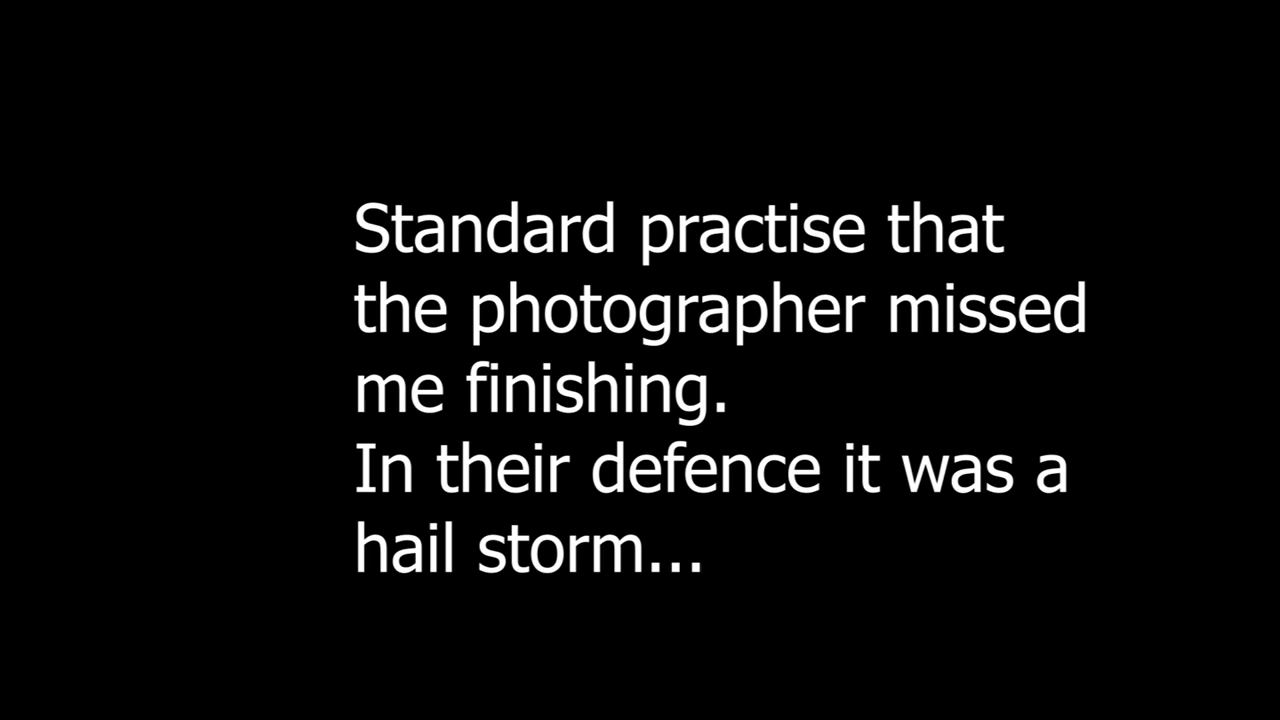 Standard practise that
the photographer missed
me finishing.
In their defence it was a
hail storm...